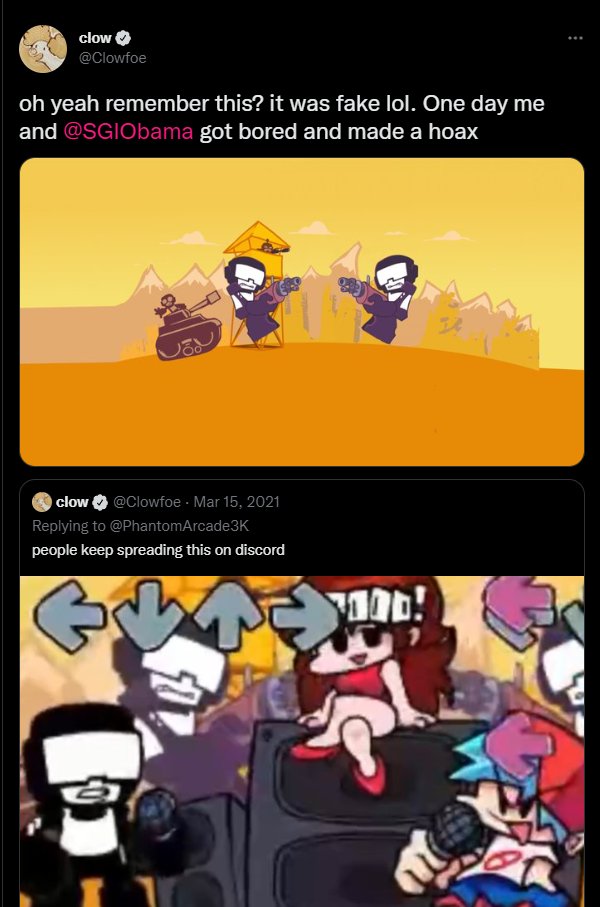 clow
@Clowfoe
oh yeah remember this? it was fake lol. One day me
and @SGIObama got bored and made a hoax
clow @Clowfoe · Mar 15, 2021
Replying to @PhantomArcade3K
people keep spreading this on discord